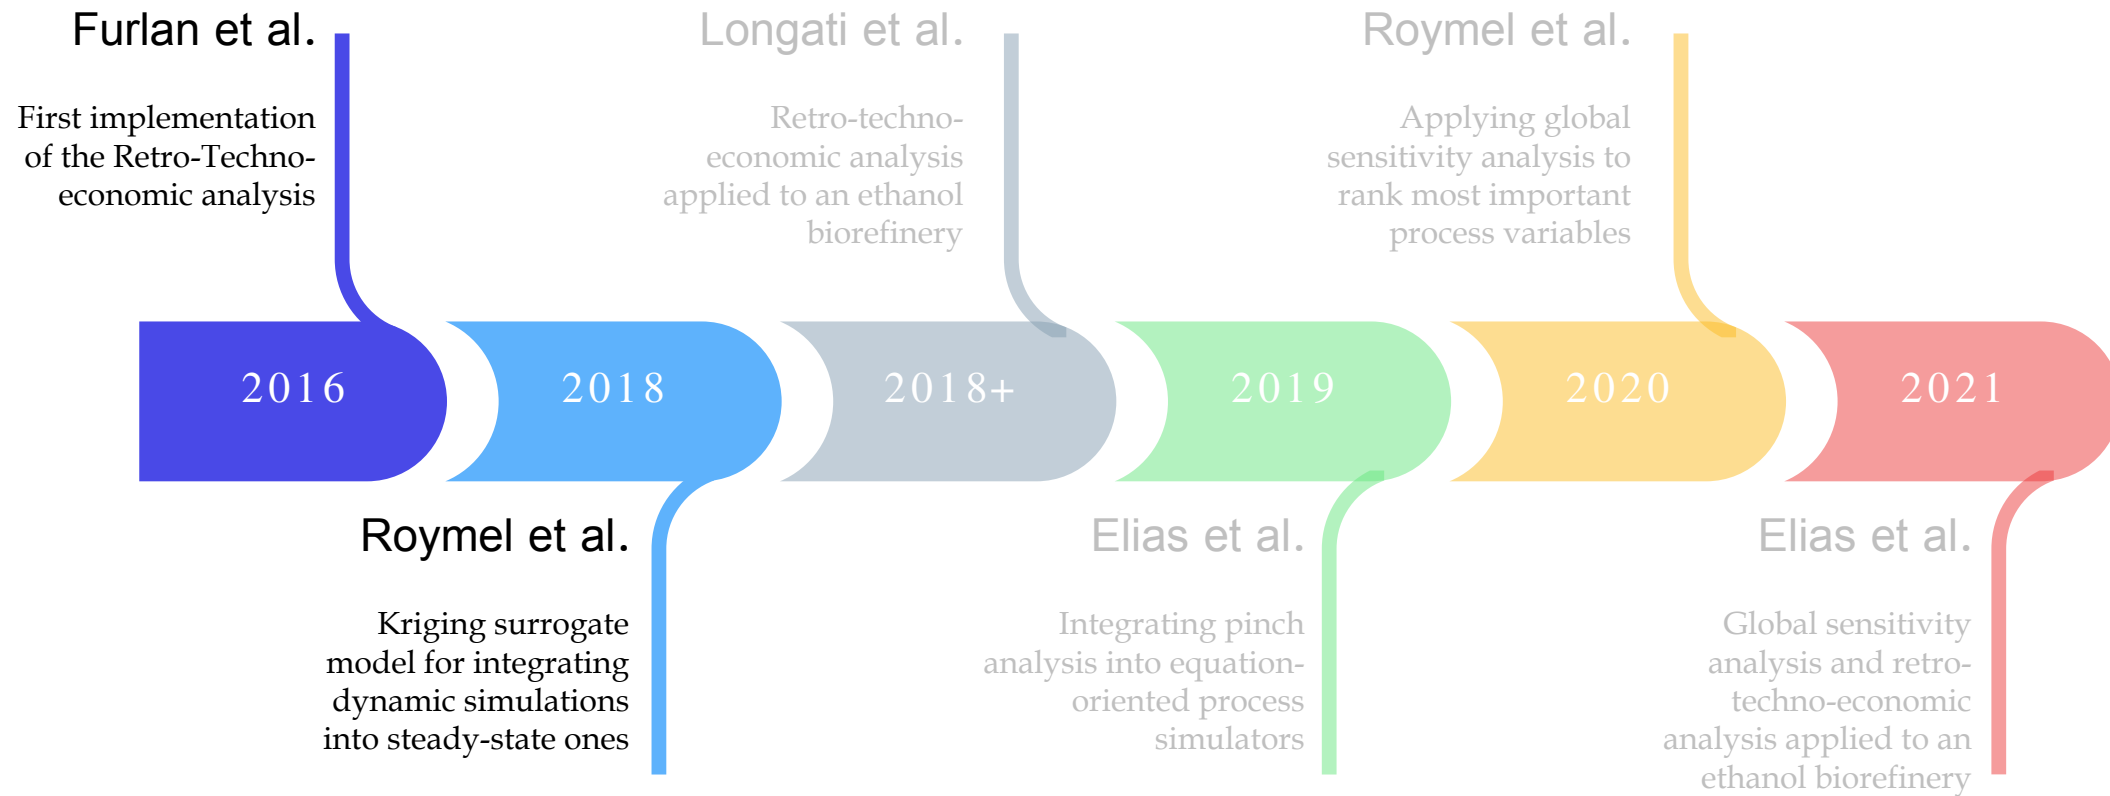 Furlan et al.
First implementation
of the Retro-Techno-
economic analysis
Longati et al.
Retro-techno-
economic analysis
applied to an ethanol
biorefinery
Roymel et al.
Applying global
sensitivity analysis to
rank most important
process variables
2016
2018
2018+
2019
2020
2021
Roymel et al.
Kriging surrogate
model for integrating
dynamic simulations
into steady-state ones
Elias et al.
Integrating pinch
analysis into equation-
oriented process
simulators
Elias et al.
Global sensitivity
analysis and retro-
techno-economic
analysis applied to an
ethanol biorefinery